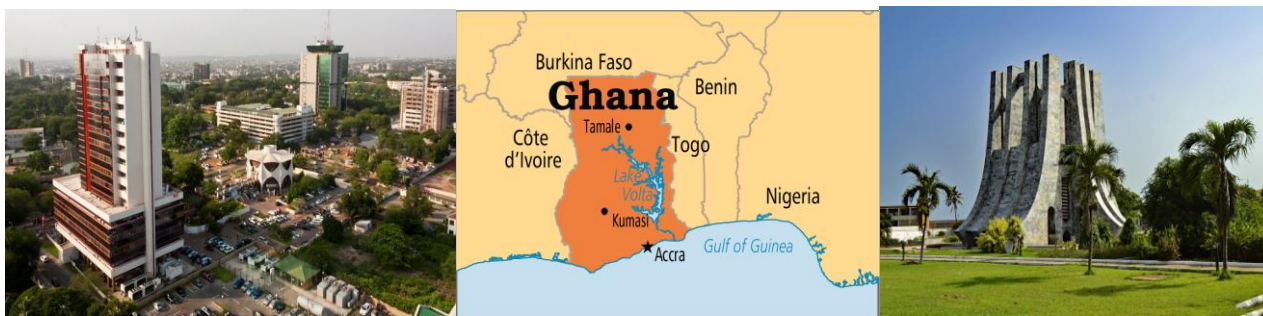 Burkina Faso
Ghana
Benin
Tamale
Côte
d'Ivoire
Togo
Lake
Volta
Nigeria
Kumasi
Gulf of Guinea
Accra